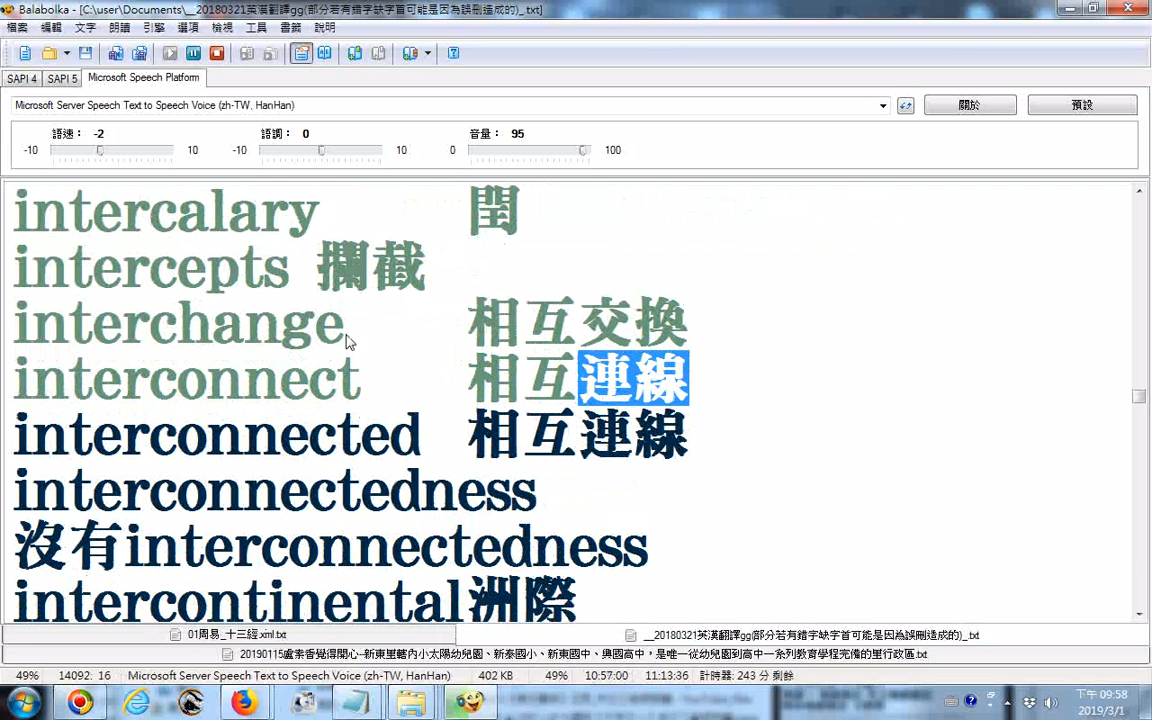 Balabolka - [C:\user\Documents\__20180321英漢翻譯gg(部分若有錯字缺字首可能是因為誤刪造成的)_.txt]
檔案 編輯 文字 朗讀 引擎 選項 檢視 工具 書籤 說明
SAPI 4 SAPI 5 Microsoft Speech Platform
Microsoft Server Speech Text to Speech Voice (zh-TW, HanHan) 關於 預設
語速： -2 語調： 0 音量： 95
-10 10 -10 10 0 100
intercalary 閏
intercepts 攔截
interchange 相互交換
interconnect 相互連線
interconnected 相互連線
interconnectedness
沒有interconnectedness
intercontinental洲際
01周易_十三經.xml.txt __20180321英漢翻譯gg(部分若有錯字缺字首可能是因為誤刪造成的)_.txt
20190115盧素香覺得開心-新東里轄內小太陽幼兒園、新泰國小、新東國中、興國高中，是唯一從幼兒園到高中一系列教育學程完備的里行政區.txt
49% 14092: 16 Microsoft Server Speech Text to Speech Voice (zh-TW, HanHan) 402 KB 49% 10:57:00 11:13:36 計時器: 243 分 剩餘
下午 09:58
2019/3/1